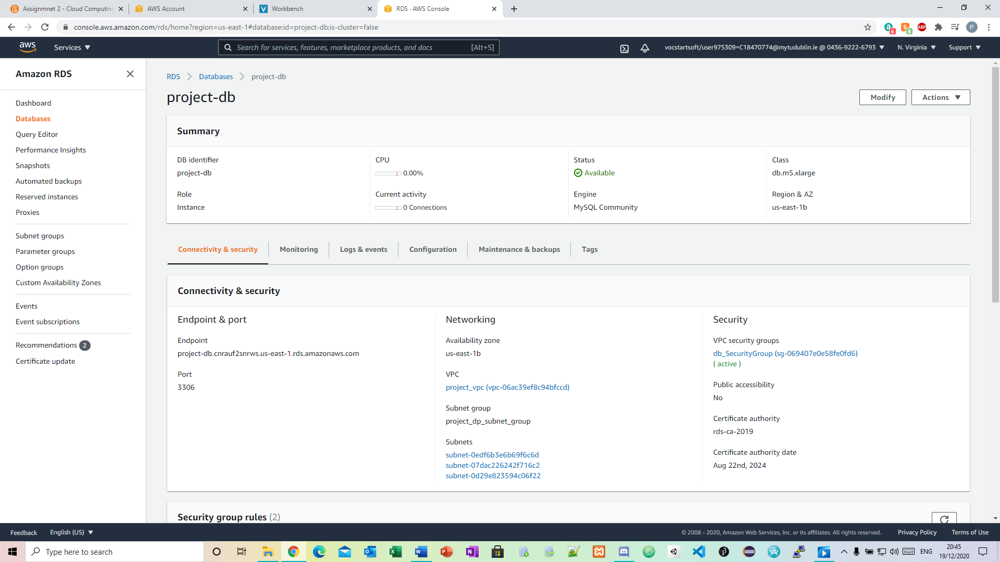 Assignmnet 2 - Cloud Computing
AWS Account
Workbench
RDS · AWS Console
console.aws.amazon.com/rds/home?region=us-east-1#database:id=project-db;is-cluster=false
6
8
ABP
P
aws
Services
Search for services, features, marketplace products, and docs
[Alt+S]
vocstartsoft/user975309=C18470774@mytudublin.ie @ 0436-9222-6793
N. Virginia
Support
Amazon RDS
Dashboard
Databases
Query Editor
Performance Insights
Snapshots
Automated backups
Reserved instances
Proxies
Subnet groups
Parameter groups
Option groups
Custom Availability Zones
Events
Event subscriptions
Recommendations 2
Certificate update
RDS
Databases
project-db
project-db
Modify
Actions
Summary
DB identifier
project-db
CPU
0.00%
Status
Available
Class
db.m5.xlarge
Role
Instance
Current activity
0 Connections
Engine
MySQL Community
Region & AZ
us-east-1b
Connectivity & security
Monitoring
Logs & events
Configuration
Maintenance & backups
Tags
Connectivity & security
Endpoint & port
Endpoint
project-db.cnrauf2snrws.us-east-1.rds.amazonaws.com
Port
3306
Networking
Availability zone
us-east-1b
VPC
project_vpc (vpc-06ac39ef8c94bfccd)
Subnet group
project_dp_subnet_group
Subnets
subnet-0edf6b3e6b69f6c6d
subnet-07dac226242f716c2
subnet-0d29e823594c06f22
Security
VPC security groups
db_SecurityGroup (sg-069407e0e58fe0fd6)
( active )
Public accessibility
No
Certificate authority
rds-ca-2019
Certificate authority date
Aug 22nd, 2024
Security group rules (2)
Feedback
English (US)
© 2008 - 2020, Amazon Web Services, Inc. or its affiliates. All rights reserved.
Privacy Policy
Terms of Use
Type here to search
ENG
20:45
19/12/2020